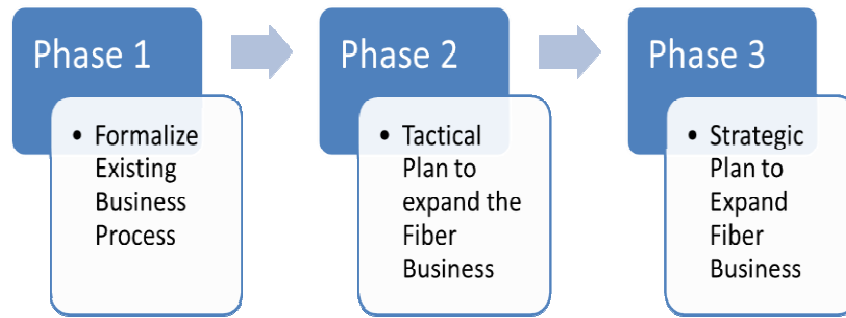 Phase 1
• Formalize
Existing
Business
Process
Phase 2
• Tactical
Plan to
expand the
Fiber
Business
Phase 3
• Strategic
Plan to
Expand
Fiber
Business